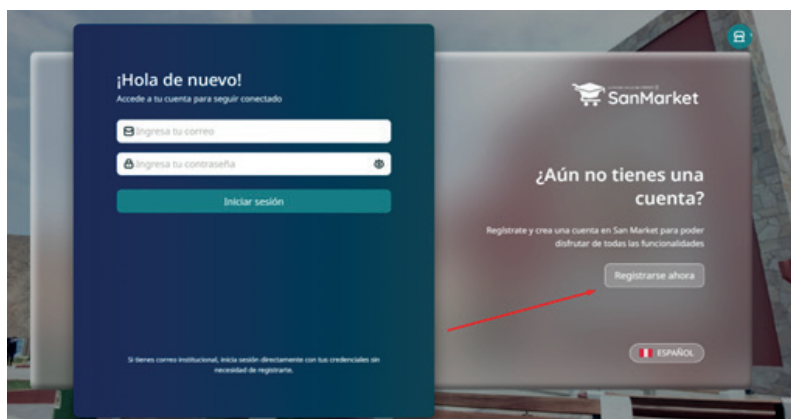 ¡Hola de nuevo!
Accede a tu cuenta para seguir conectado
Ingresa tu correo
Ingresa tu contraseña
Iniciar sesión
Si tienes correo institucional, inicia sesión directamente con tus credenciales sin
necesidad de registrarte.
SanMarket
¿Aún no tienes una
cuenta?
Regístrate y crea una cuenta en San Market para poder
disfrutar de todas las funcionalidades
Registrarse ahora
ESPAÑOL